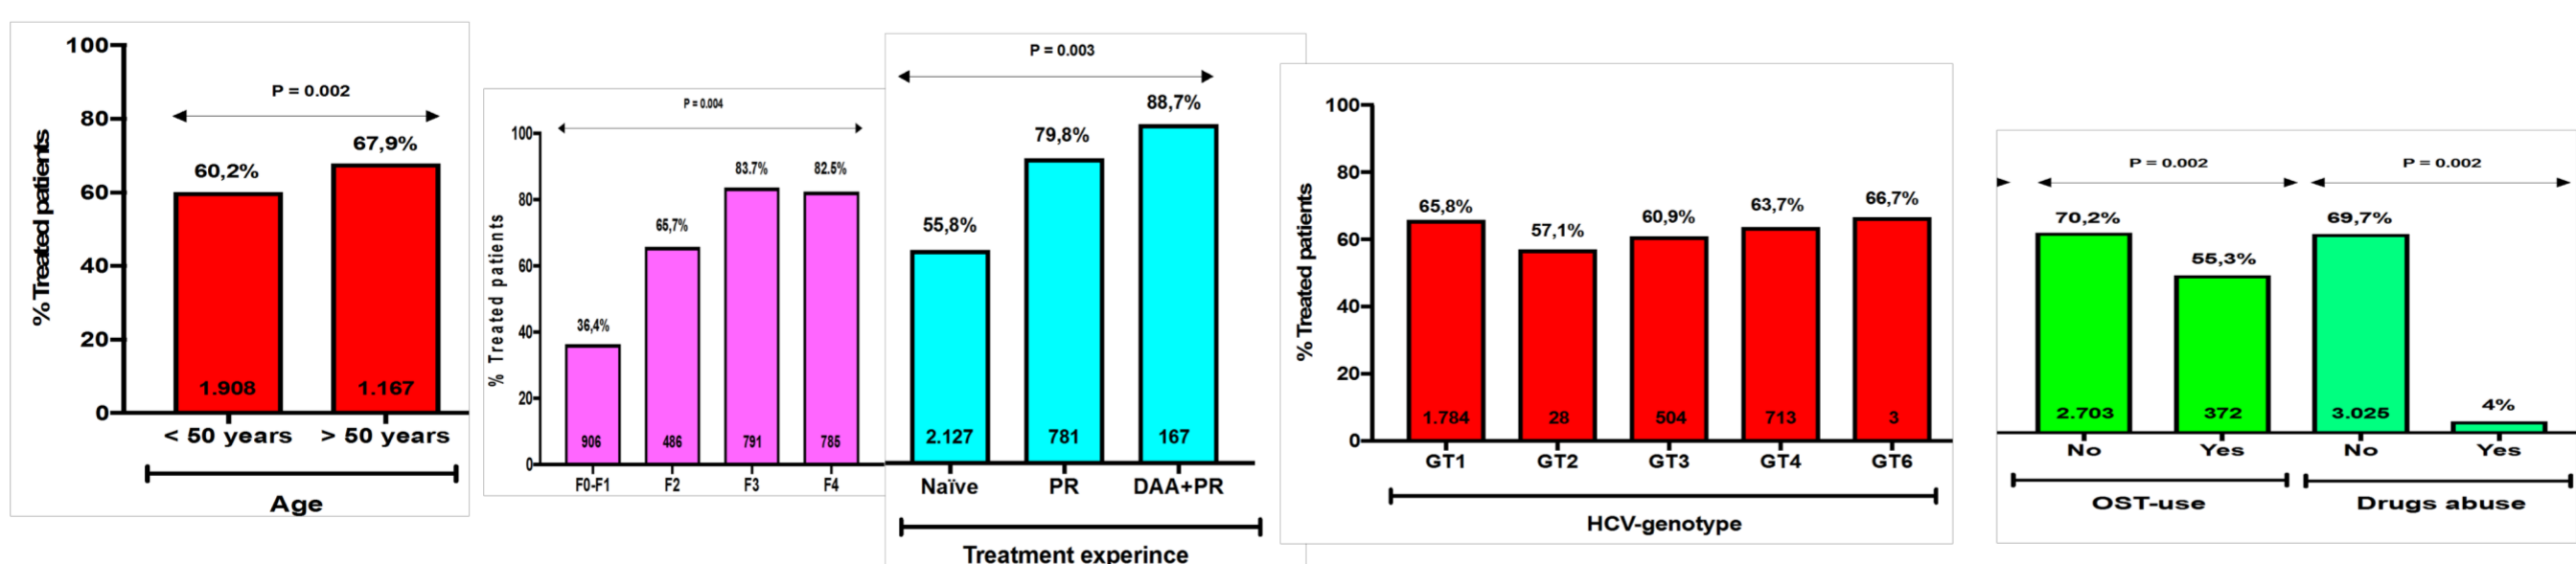 % Treated patients
100
80
60
40
20
0
P = 0.002
60,2%
67,9%
1.908
1.167
< 50 years
> 50 years
Age
% Treated patients
100
80
60
40
20
0
P = 0.004
36,4%
65,7%
83.7%
82.5%
906
486
791
785
F0-F1
F2
F3
F4
P = 0.003
55,8%
79,8%
88,7%
2.127
781
167
Naïve
PR
DAA+PR
Treatment experince
% Treated patients
100
80
60
40
20
0
65,8%
57,1%
60,9%
63,7%
66,7%
1.784
28
504
713
3
GT1
GT2
GT3
GT4
GT6
HCV-genotype
P = 0.002
P = 0.002
70,2%
55,3%
69,7%
4%
2.703
372
3.025
No
Yes
No
Yes
OST-use
Drugs abuse